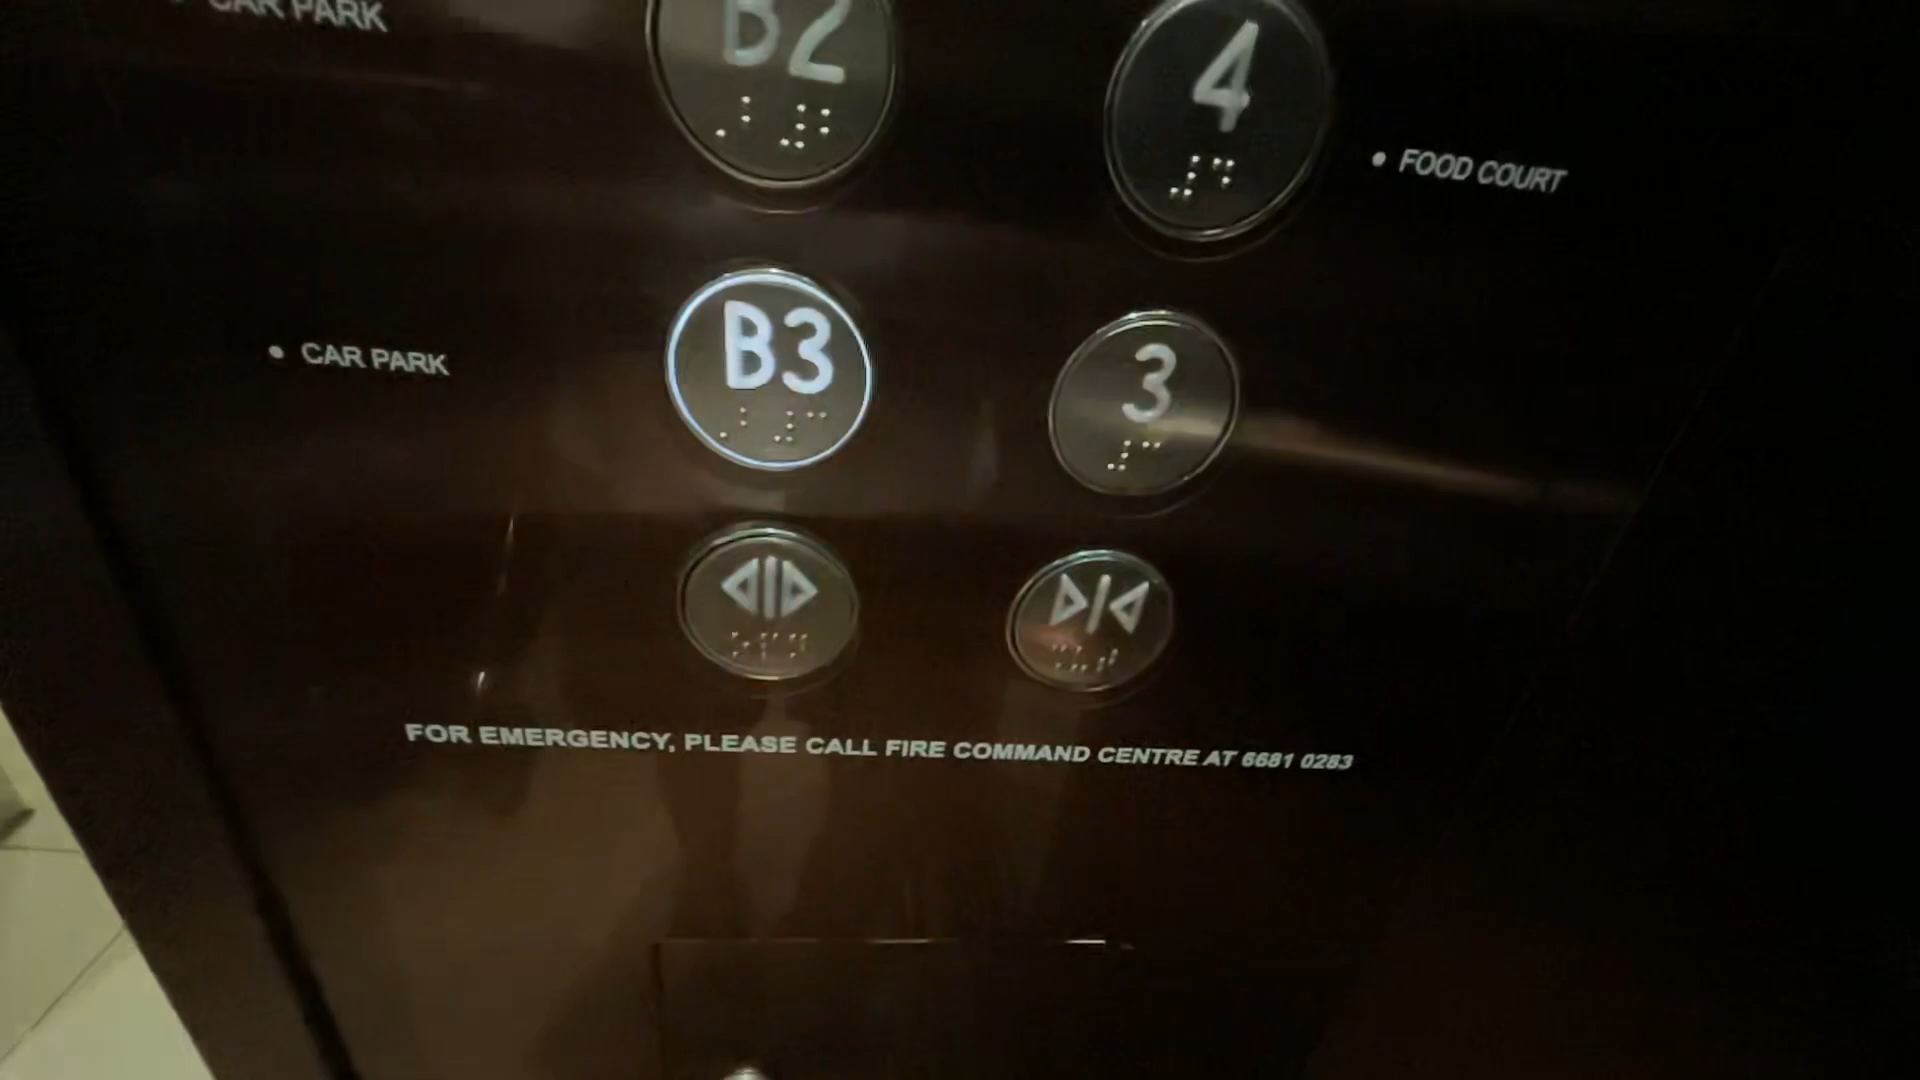 CAR PARK
B2
4
• FOOD COURT
• CAR PARK
B3
3
FOR EMERGENCY, PLEASE CALL FIRE COMMAND CENTRE AT 6681 0283